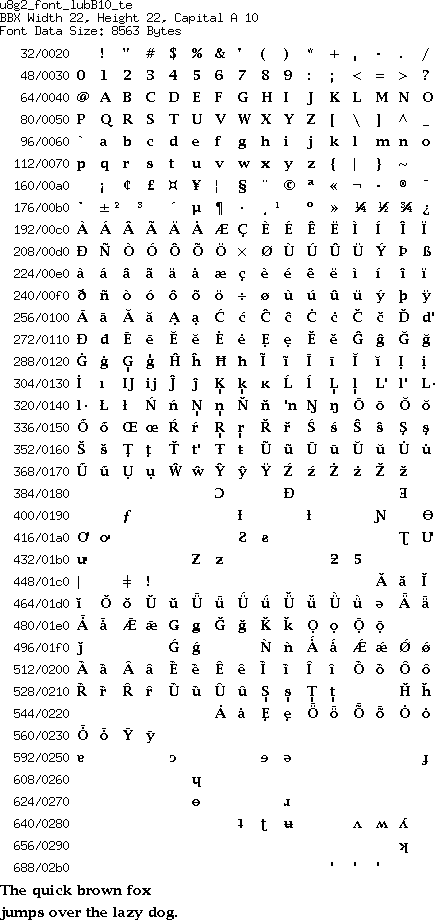 u8g2_font_lubB10_te
BBX Width 22, Height 22, Capital A 10
Font Data Size: 8563 Bytes
32/0020 ! " # $ % & ' ( ) * + , - . /
48/0030 0 1 2 3 4 5 6 7 8 9 : ; < = > ?
64/0040 @ A B C D E F G H I J K L M N O
80/0050 P Q R S T U V W X Y Z [ \ ] ^ _
96/0060 ` a b c d e f g h i j k l m n o
112/0070 p q r s t u v w x y z { | } ~
160/00a0 ¡ ¢ £ ¤ ¥ ¦ § ¨ © ª « ¬ - ® ¯
176/00b0 ° ± ² ³ ´ µ ¶ · ¸ ¹ º » ¼ ½ ¾ ¿
192/00c0 À Á Â Ã Ä Å Æ Ç È É Ê Ë Ì Í Î Ï
208/00d0 Ð Ñ Ò Ó Ô Õ Ö × Ø Ù Ú Û Ü Ý Þ ß
224/00e0 à á â ã ä å æ ç è é ê ë ì í î ï
240/00f0 ð ñ ò ó ô õ ö ÷ ø ù ú û ü ý þ ÿ
256/0100 Ā ā Ă ă Ą ą Ć ć Ĉ ĉ Ċ ċ Č č Ď ď
272/0110 Đ đ Ē ē Ĕ ĕ Ė ė Ę ę Ě ě Ĝ ĝ Ğ ğ
288/0120 Ġ ġ Ģ ģ Ĥ ĥ Ħ ħ Ĩ ĩ Ī ī Ĭ ĭ Į į
304/0130 İ ı Ĳ ĳ Ĵ ĵ Ķ ķ ĸ Ĺ ĺ Ļ ļ Ľ ľ Ŀ
320/0140 ŀ Ł ł Ń ń Ņ ņ Ň ň ŉ Ŋ ŋ Ō ō Ŏ ŏ
336/0150 Ő ő Œ œ Ŕ ŕ Ŗ ŗ Ř ř Ś ś Ŝ ŝ Ş ş
352/0160 Š š Ţ ţ Ť ť Ŧ ŧ Ũ ũ Ū ū Ŭ ŭ Ů ů
368/0170 Ű ű Ų ų Ŵ ŵ Ŷ ŷ Ÿ Ź ź Ż ż Ž ž
384/0180 Ɔ Ɖ Ǝ
400/0190 ƒ Ɨ ƚ Ɲ Ɵ
416/01a0 Ơ ơ Ƨ ƨ Ʈ Ư
432/01b0 ư Ƶ ƶ ƻ Ƽ
448/01c0 ǀ ǂ ǃ Ǎ ǎ Ǐ
464/01d0 ǐ Ǒ ǒ Ǔ ǔ Ǖ ǖ Ǘ ǘ Ǚ ǚ Ǜ ǜ ǝ Ǟ ǟ
480/01e0 Ǡ ǡ Ǣ ǣ Ǥ ǥ Ǧ ǧ Ǩ ǩ Ǫ ǫ Ǭ ǭ
496/01f0 ǰ Ǵ ǵ Ǹ ǹ Ǻ ǻ Ǽ ǽ Ǿ ǿ
512/0200 Ȁ ȁ Ȃ ȃ Ȅ ȅ Ȇ ȇ Ȉ ȉ Ȋ ȋ Ȍ ȍ Ȏ ȏ
528/0210 Ȑ ȑ Ȓ ȓ Ȕ ȕ Ȗ ȗ Ș ș Ț ț Ȟ ȟ
544/0220 Ȧ ȧ Ȩ ȩ Ȫ ȫ Ȭ ȭ Ȯ ȯ
560/0230 Ȱ ȱ Ȳ ȳ
592/0250 ɐ ɔ ɘ ə ɟ
608/0260 ɥ
624/0270 ɵ ɹ
640/0280 ʇ ʈ ʉ ʌ ʍ ʎ
656/0290 ʞ
688/02b0
The quick brown fox
jumps over the lazy dog.